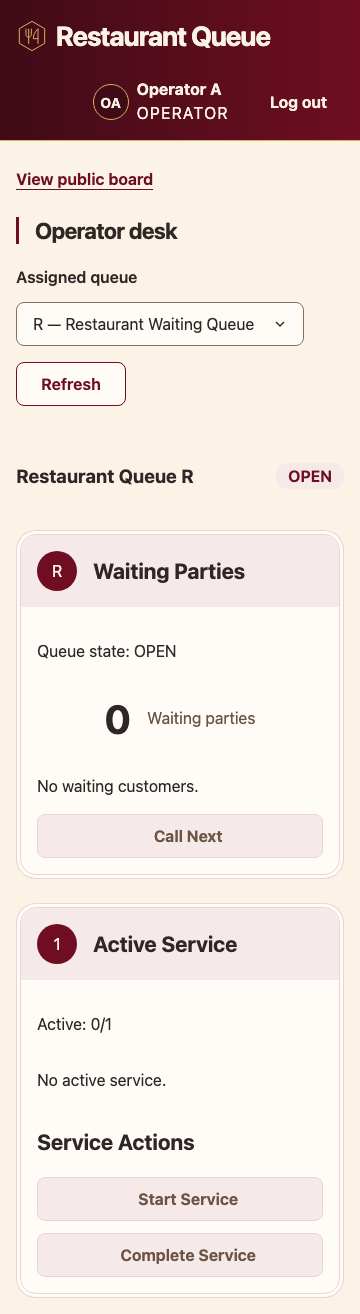 Restaurant Queue
OA
Operator A
OPERATOR
Log out
View public board
Operator desk
Assigned queue
R — Restaurant Waiting Queue
Refresh
Restaurant Queue R
OPEN
R
Waiting Parties
Queue state: OPEN
0
Waiting parties
No waiting customers.
Call Next
1
Active Service
Active: 0/1
No active service.
Service Actions
Start Service
Complete Service